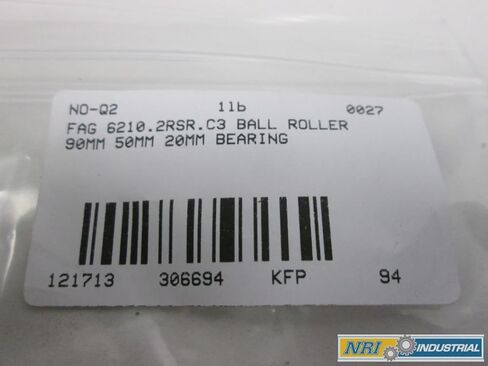 NO-Q2 1lb 0027
FAG 6210.2RSR.C3 BALL ROLLER
90MM 50MM 20MM BEARING
121713 306694 KFP 94
NRI INDUSTRIAL